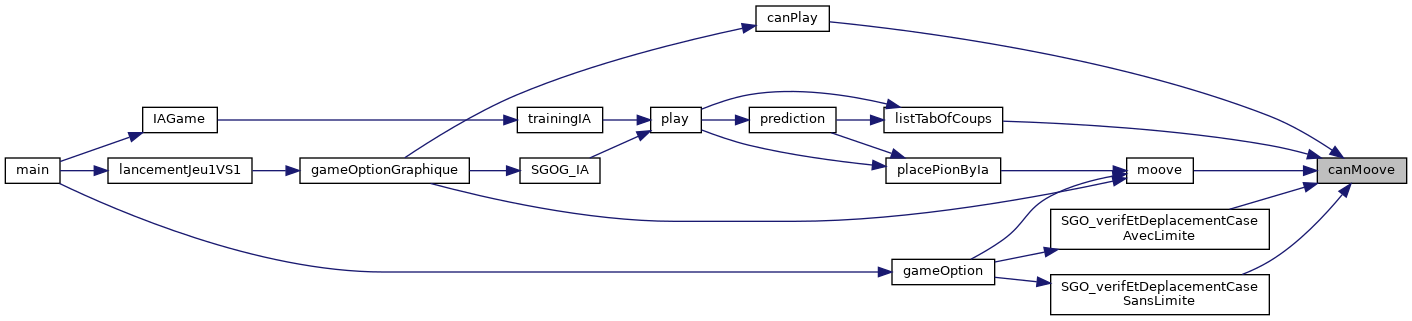 canPlay
IAGame
trainingIA
play
prediction
listTabOfCoups
main
lancementJeu1VS1
gameOptionGraphique
SGOG_IA
placePionByIa
moove
canMoove
SGO_verifEtDeplacementCase
AvecLimite
gameOption
SGO_verifEtDeplacementCase
SansLimite